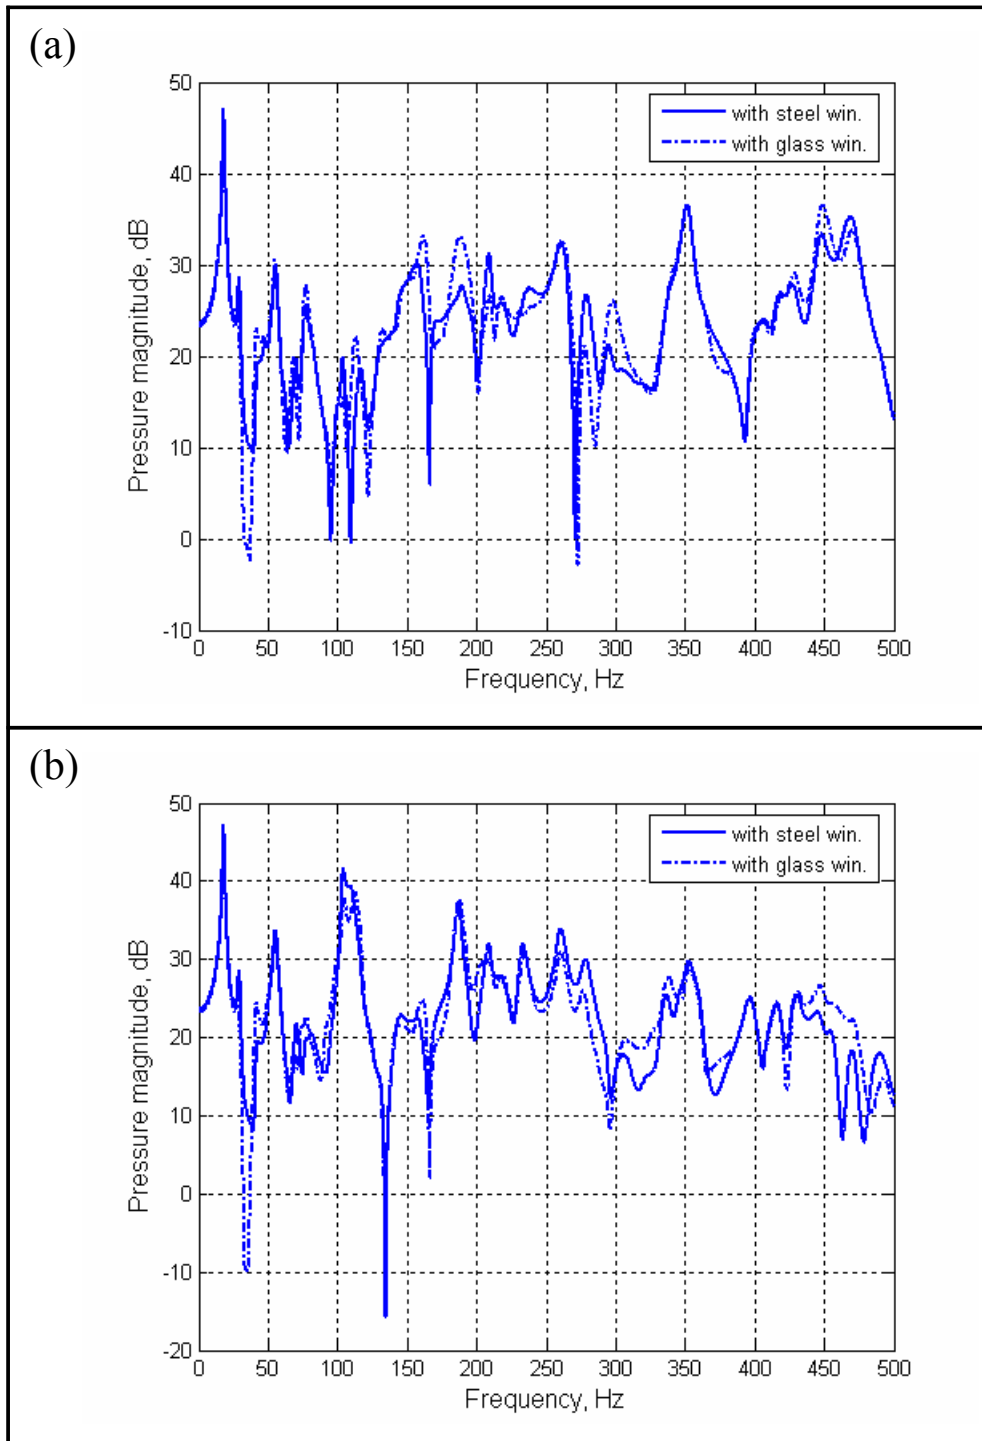 (a)
50
40
30
20
10
0
-10
Pressure magnitude, dB
with steel win.
with glass win.
0 50 100 150 200 250 300 350 400 450 500
Frequency, Hz
(b)
50
40
30
20
10
0
-10
-20
Pressure magnitude, dB
with steel win.
with glass win.
0 50 100 150 200 250 300 350 400 450 500
Frequency, Hz